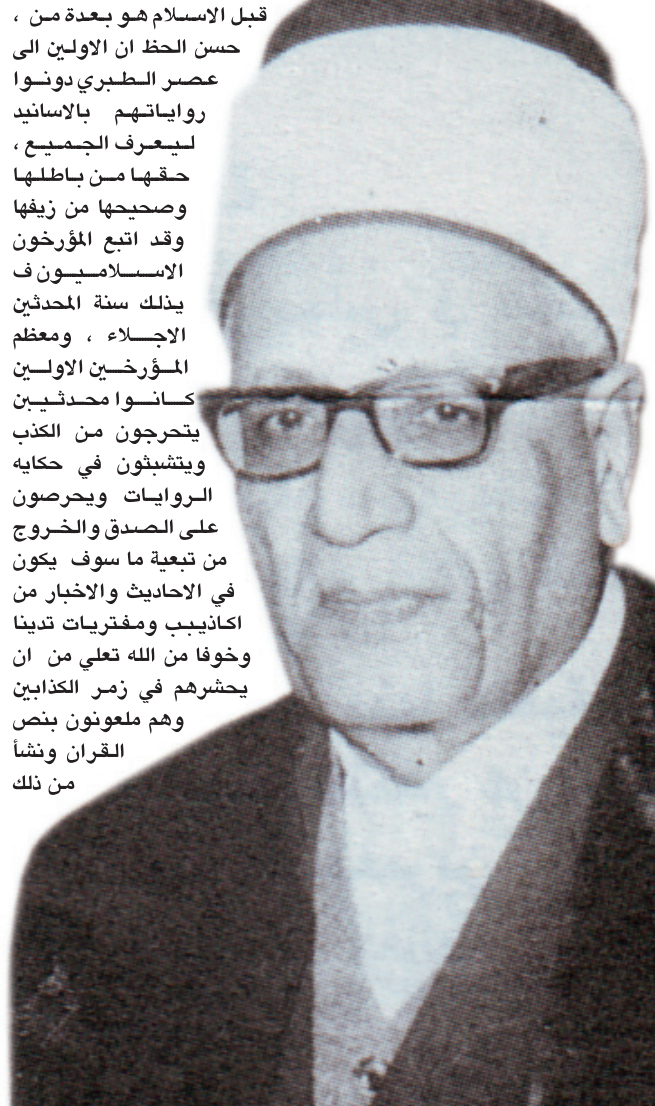 قبل الاسلام هو بعدة من ،
حسن الحظ ان الاولين الى
عصر الطبري دونوا
رواياتهم بالاسانيد
ليعرف الجميع ،
حقها من باطلها
وصحيحها من زيفها
وقد اتبع المؤرخون
الاسلاميون ف
يذلك سنة المحدثين
الاجلاء ، ومعظم
المؤرخين الاولين
كانوا محدثيين
يتحرجون من الكذب
ويتشبثون في حكايه
الروايات ويحرصون
على الصدق والخروج
من تبعية ما سوف يكون
في الاحاديث والاخبار من
اكاذيبب ومفتريات تدينا
وخوفا من الله تعلي من ان
يحشرهم في زمر الكذابين
وهم ملعونون بنص
القران ونشأ
من ذلك